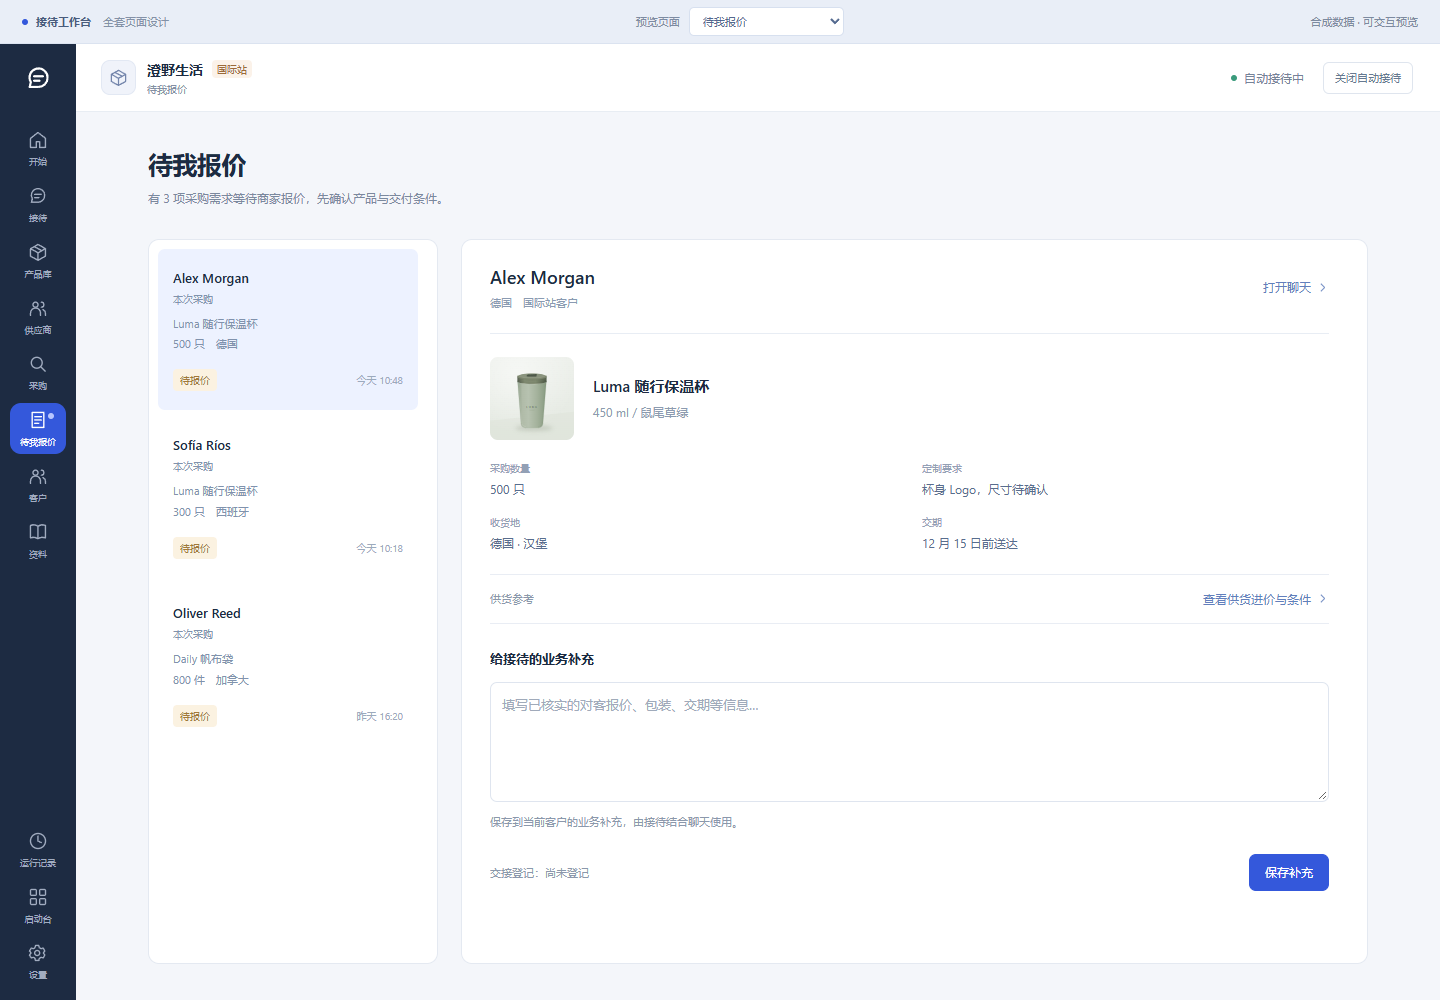 接待工作台 全套页面设计
预览页面 待我报价
合成数据 · 可交互预览
澄野生活 国际站
待我报价
自动接待中
关闭自动接待
开始
接待
产品库
供应商
采购
待我报价
客户
资料
运行记录
启动台
设置
待我报价
有 3 项采购需求等待商家报价，先确认产品与交付条件。
Alex Morgan
本次采购
Luma 随行保温杯
500 只 德国
待报价 今天 10:48
Sofía Ríos
本次采购
Luma 随行保温杯
300 只 西班牙
待报价 今天 10:18
Oliver Reed
本次采购
Daily 帆布袋
800 件 加拿大
待报价 昨天 16:20
Alex Morgan
德国 国际站客户
打开聊天
Luma 随行保温杯
450 ml / 鼠尾草绿
采购数量
500 只
定制要求
杯身 Logo，尺寸待确认
收货地
德国 · 汉堡
交期
12 月 15 日前送达
供货参考
查看供货进价与条件
给接待的业务补充
填写已核实的对客报价、包装、交期等信息...
保存到当前客户的业务补充，由接待结合聊天使用。
交接登记：尚未登记
保存补充